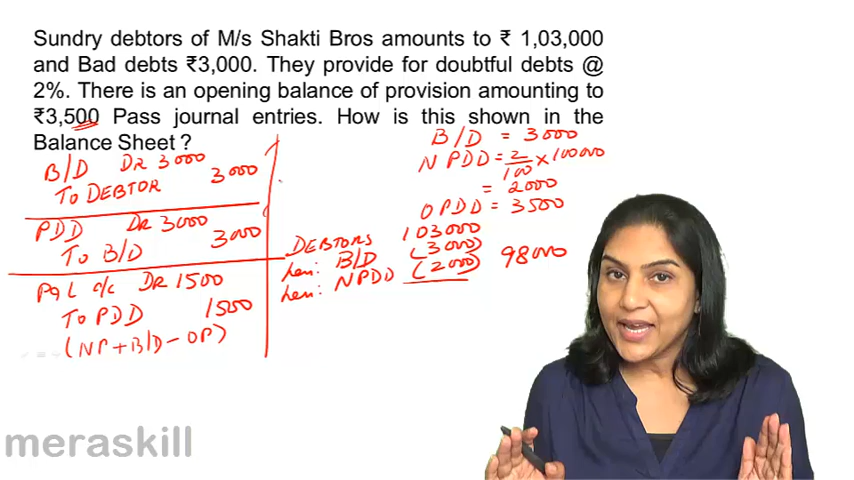 Sundry debtors of M/s Shakti Bros amounts to ₹ 1,03,000
and Bad debts ₹3,000. They provide for doubtful debts @
2%. There is an opening balance of provision amounting to
₹3,500 Pass journal entries. How is this shown in the
Balance Sheet ?
B/D DR 3000
To DEBTOR 3000
PDD DR 3000
To B/D 3000
P&L a/c DR 1500
To PDD 1500
(NP+B/D-OP)
B/D = 3000
NPDD = 2/100 x 100000
= 2000
OPDD = 3500
DEBTORS 103000
Less: B/D (3000)
Less: NPDD (2000) 98000
meraskill